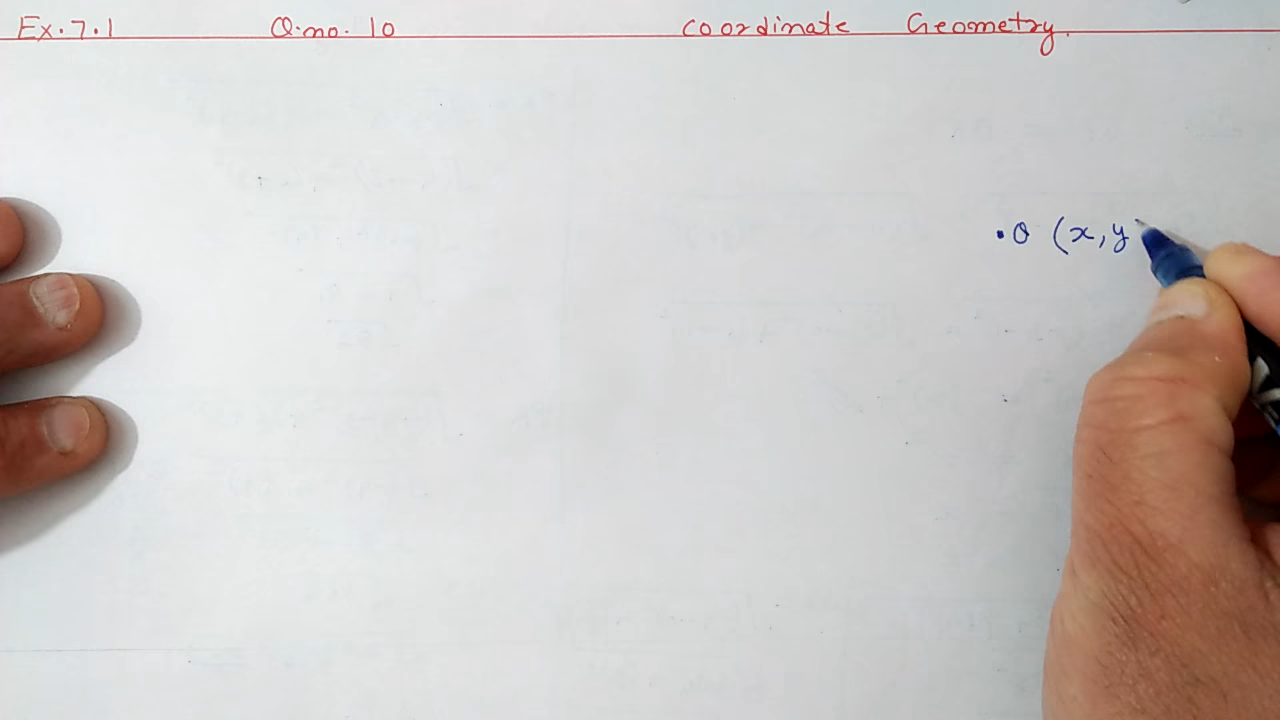 Ex. 7.1 Q.no. 10 Coordinate Geometry.
. O (x, y